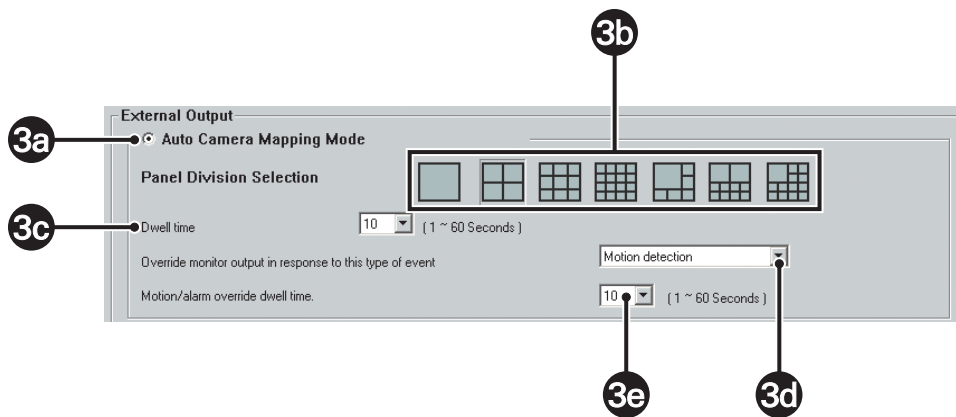 3b
External Output
3a
Auto Camera Mapping Mode
Panel Division Selection
3c
Dwell time
10
( 1 ~ 60 Seconds )
Override monitor output in response to this type of event
Motion detection
Motion/alarm override dwell time.
10
( 1 ~ 60 Seconds )
3e
3d